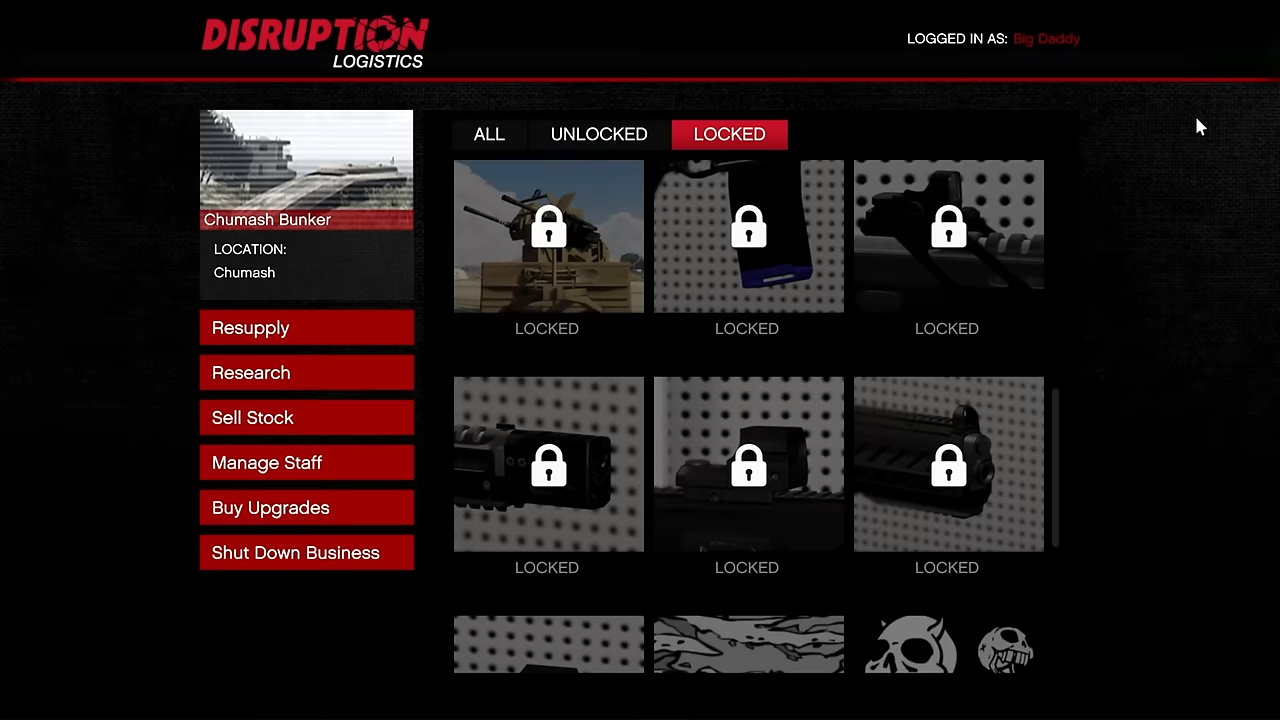 DISRUPTION
LOGISTICS
LOGGED IN AS: Big Daddy
Chumash Bunker
LOCATION:
Chumash
Resupply
Research
Sell Stock
Manage Staff
Buy Upgrades
Shut Down Business
ALL UNLOCKED LOCKED
LOCKED LOCKED LOCKED
LOCKED LOCKED LOCKED